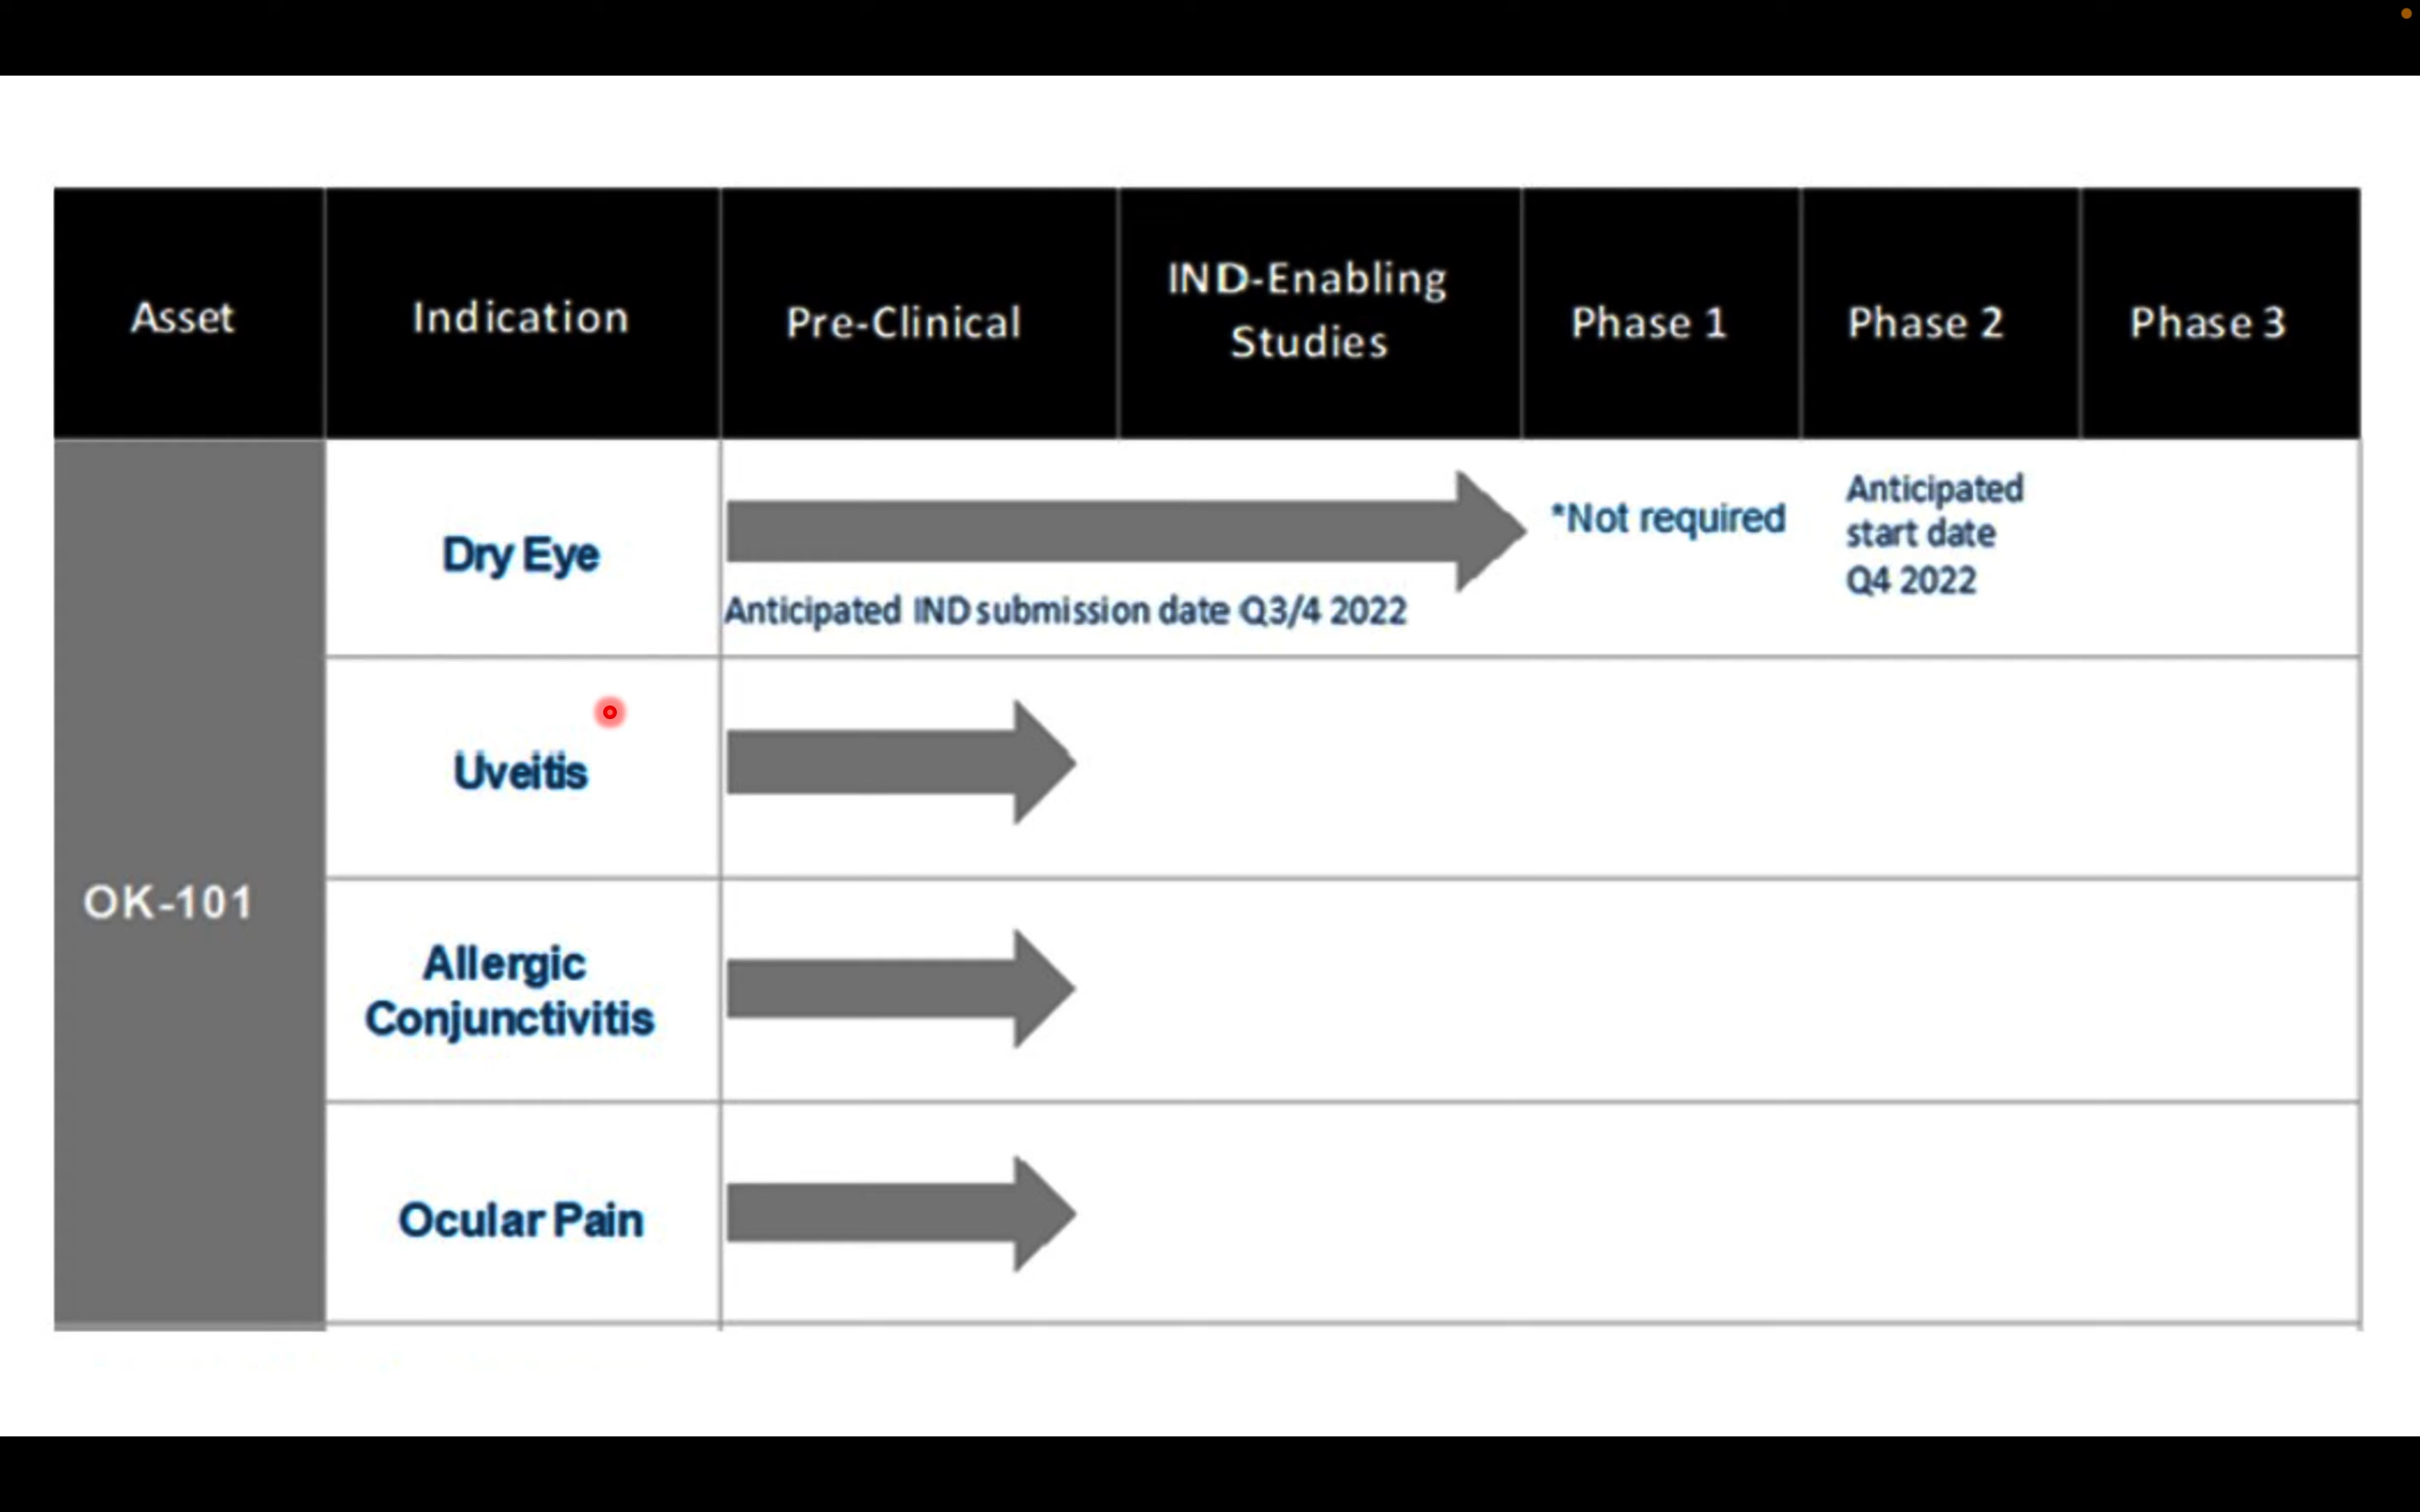 Asset
Indication
Pre-Clinical
IND-Enabling
Studies
Phase 1
Phase 2
Phase 3
OK-101
Dry Eye
Anticipated IND submission date Q3/4 2022
*Not required
Anticipated
start date
Q4 2022
Uveitis
Allergic
Conjunctivitis
Ocular Pain